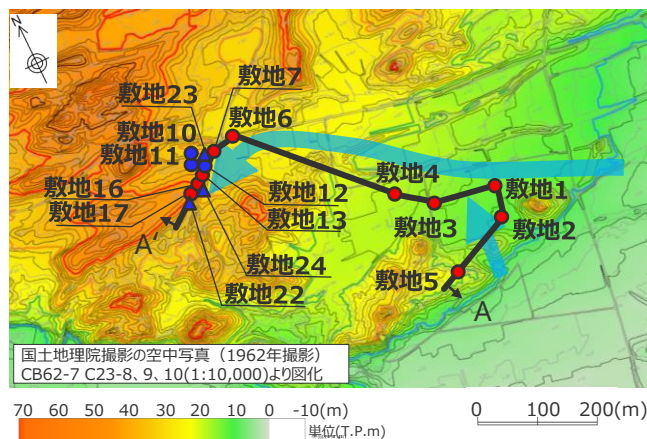 N
敷地7
敷地23
敷地6
敷地10
敷地11
敷地4
敷地1
敷地16
敷地12
敷地17
敷地13
敷地3
敷地2
A'
敷地24
敷地5
敷地22
A
国土地理院撮影の空中写真（1962年撮影）
CB62-7 C23-8、9、10(1:10,000)より図化
70 60 50 40 30 20 10 0 -10(m)
単位(T.P.m)
0 100 200(m)